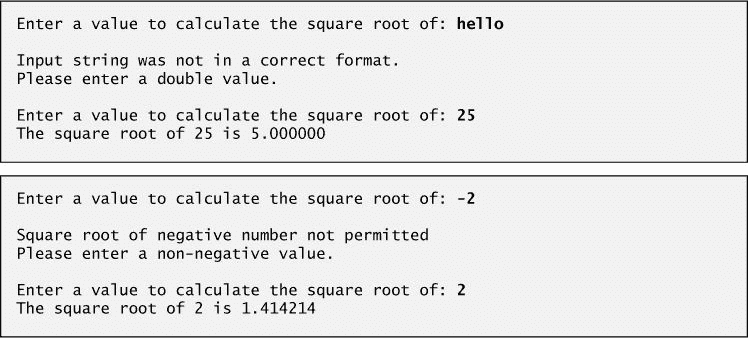 Enter a value to calculate the square root of: hello
Input string was not in a correct format.
Please enter a double value.
Enter a value to calculate the square root of: 25
The square root of 25 is 5.000000
Enter a value to calculate the square root of: -2
Square root of negative number not permitted
Please enter a non-negative value.
Enter a value to calculate the square root of: 2
The square root of 2 is 1.414214